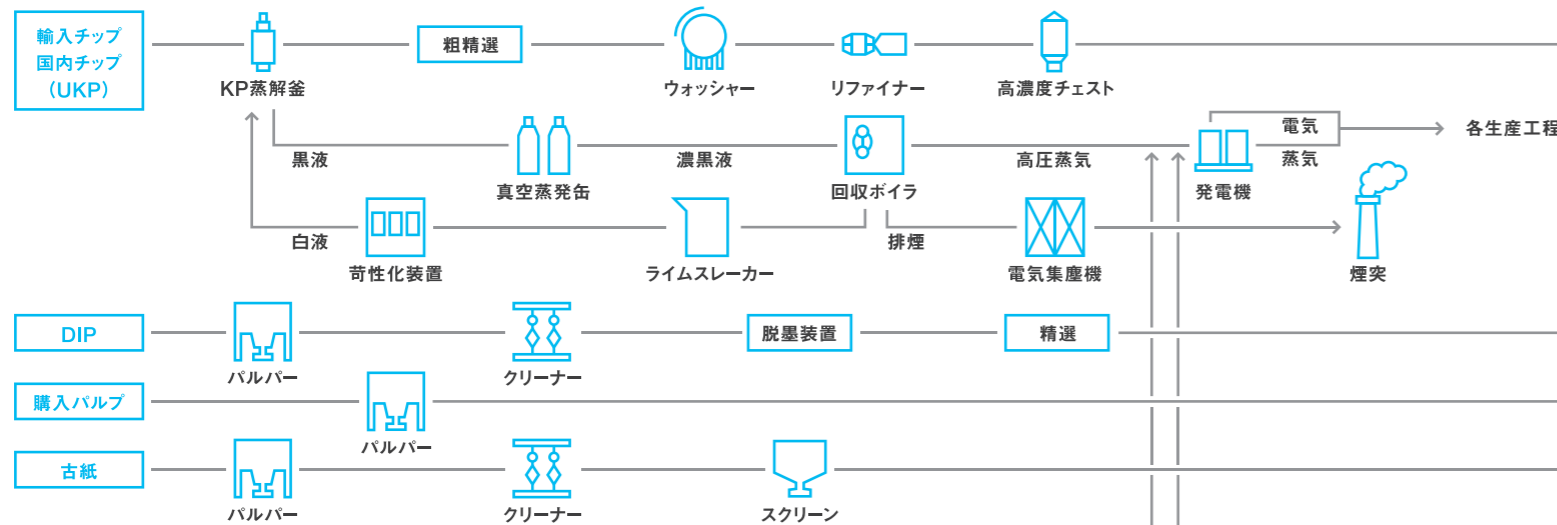 輸入チップ
国内チップ
（UKP）
KP蒸解釜
粗精選
ウォッシャー
リファイナー
高濃度チェスト
黒液
真空蒸発缶
濃黒液
回収ボイラ
高圧蒸気
発電機
電気
蒸気
各生産工程
白液
苛性化装置
ライムスレーカー
排煙
電気集塵機
煙突
DIP
パルパー
クリーナー
脱墨装置
精選
購入パルプ
パルパー
古紙
パルパー
クリーナー
スクリーン